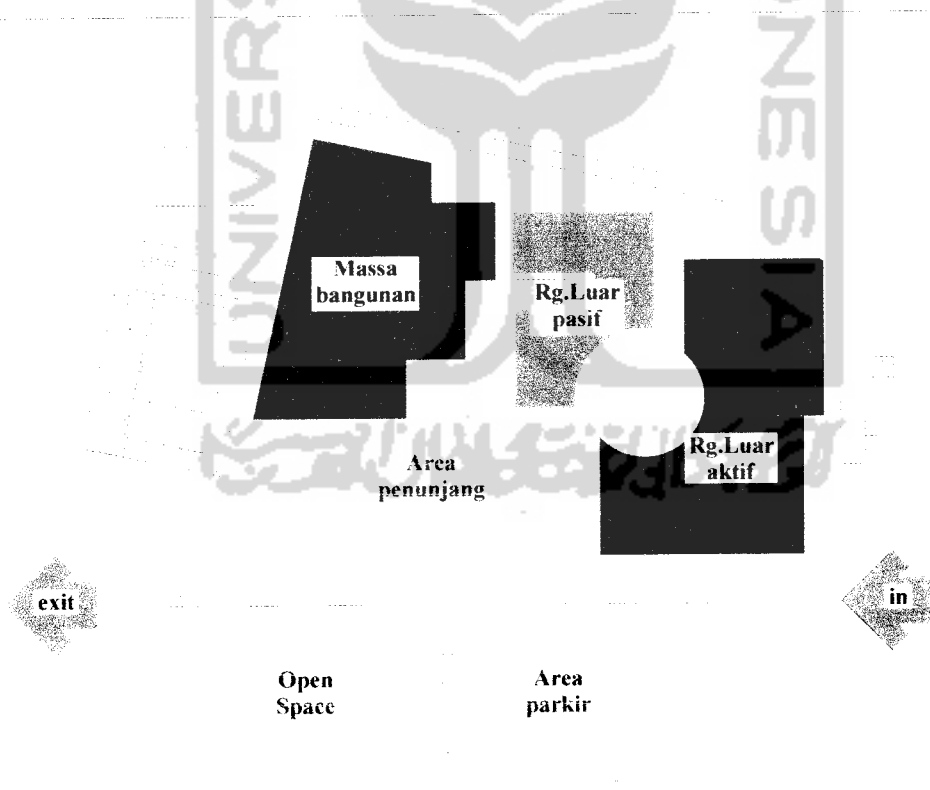 Massa
bangunan
Rg.Luar
pasif
Rg.Luar
aktif
Area
penunjang
exit
in
Open
Space
Area
parkir